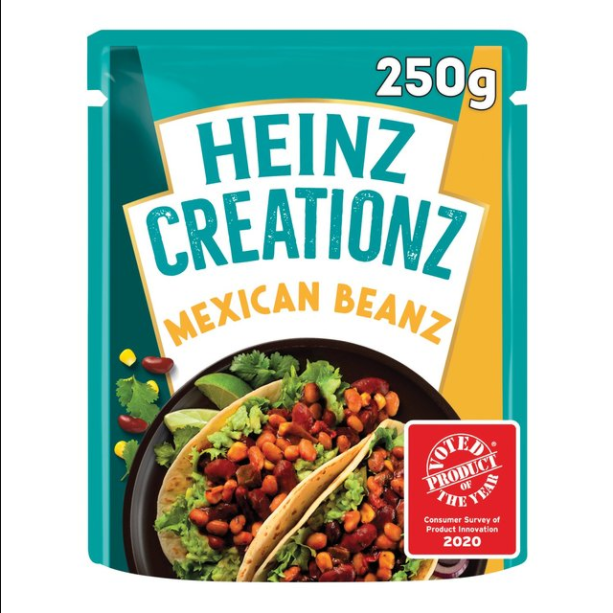 250g
HEINZ
CREATIONZ
MEXICAN BEANZ
VOTED
PRODUCT
OF
THE YEAR
Consumer Survey of
Product Innovation
2020